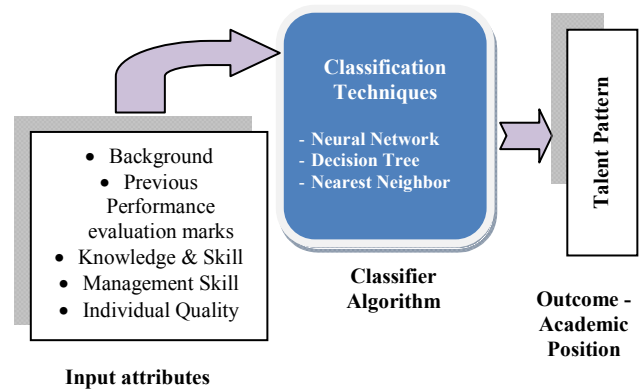 • Background
• Previous
Performance
evaluation marks
• Knowledge & Skill
• Management Skill
• Individual Quality
Input attributes
Classification
Techniques
- Neural Network
- Decision Tree
- Nearest Neighbor
Classifier
Algorithm
Talent Pattern
Outcome -
Academic
Position